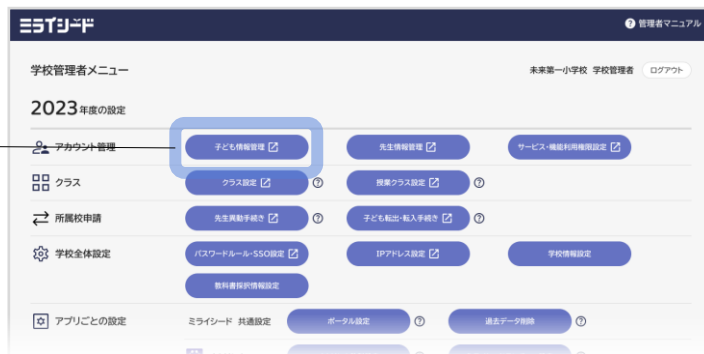 ミライシード
管理者マニュアル
学校管理者メニュー
未来第一小学校 学校管理者 ログアウト
2023年度の設定
アカウント管理 子ども情報管理 先生情報管理 サービス・機能利用権限設定
クラス クラス設定 授業クラス設定
所属校申請 先生異動手続き 子ども転出・転入手続き
学校全体設定 パスワードルール・SSO設定 IPアドレス設定 学校情報設定
教科書採択情報設定
アプリごとの設定 ミライシード 共通設定 ポータル設定 過去データ削除